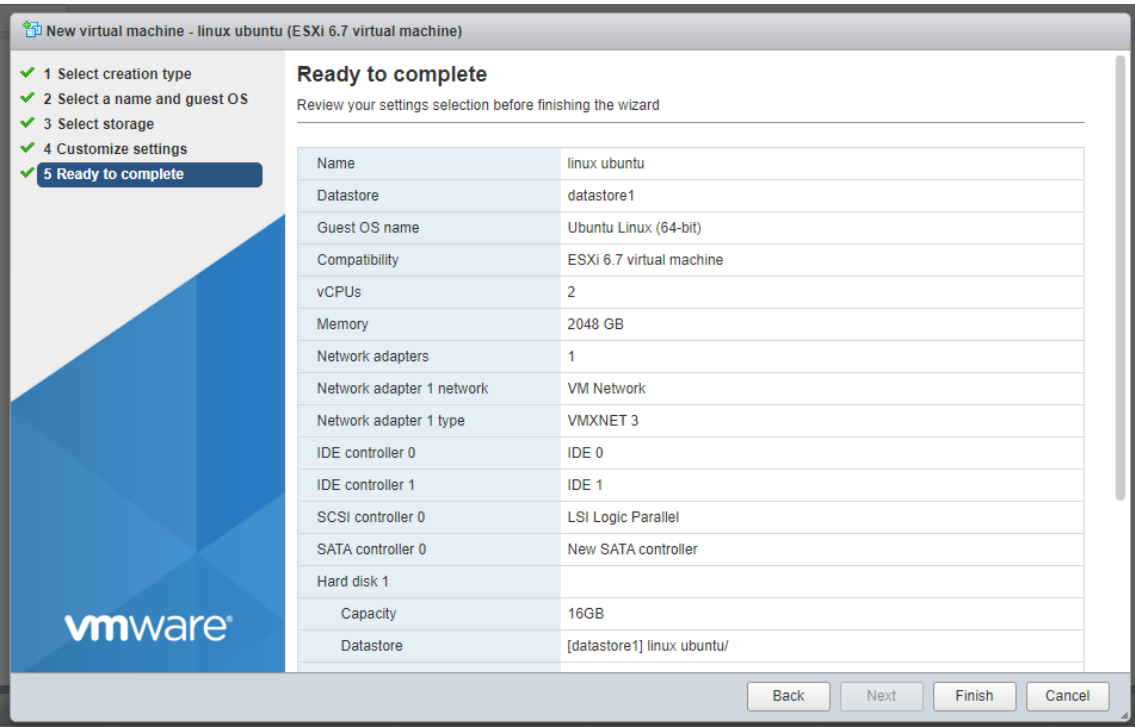 New virtual machine - linux ubuntu (ESXi 6.7 virtual machine)
1 Select creation type
2 Select a name and guest OS
3 Select storage
4 Customize settings
5 Ready to complete
vmware®
Ready to complete
Review your settings selection before finishing the wizard
Name linux ubuntu
Datastore datastore1
Guest OS name Ubuntu Linux (64-bit)
Compatibility ESXi 6.7 virtual machine
vCPUs 2
Memory 2048 GB
Network adapters 1
Network adapter 1 network VM Network
Network adapter 1 type VMXNET 3
IDE controller 0 IDE 0
IDE controller 1 IDE 1
SCSI controller 0 LSI Logic Parallel
SATA controller 0 New SATA controller
Hard disk 1
Capacity 16GB
Datastore [datastore1] linux ubuntu/
Back Next Finish Cancel